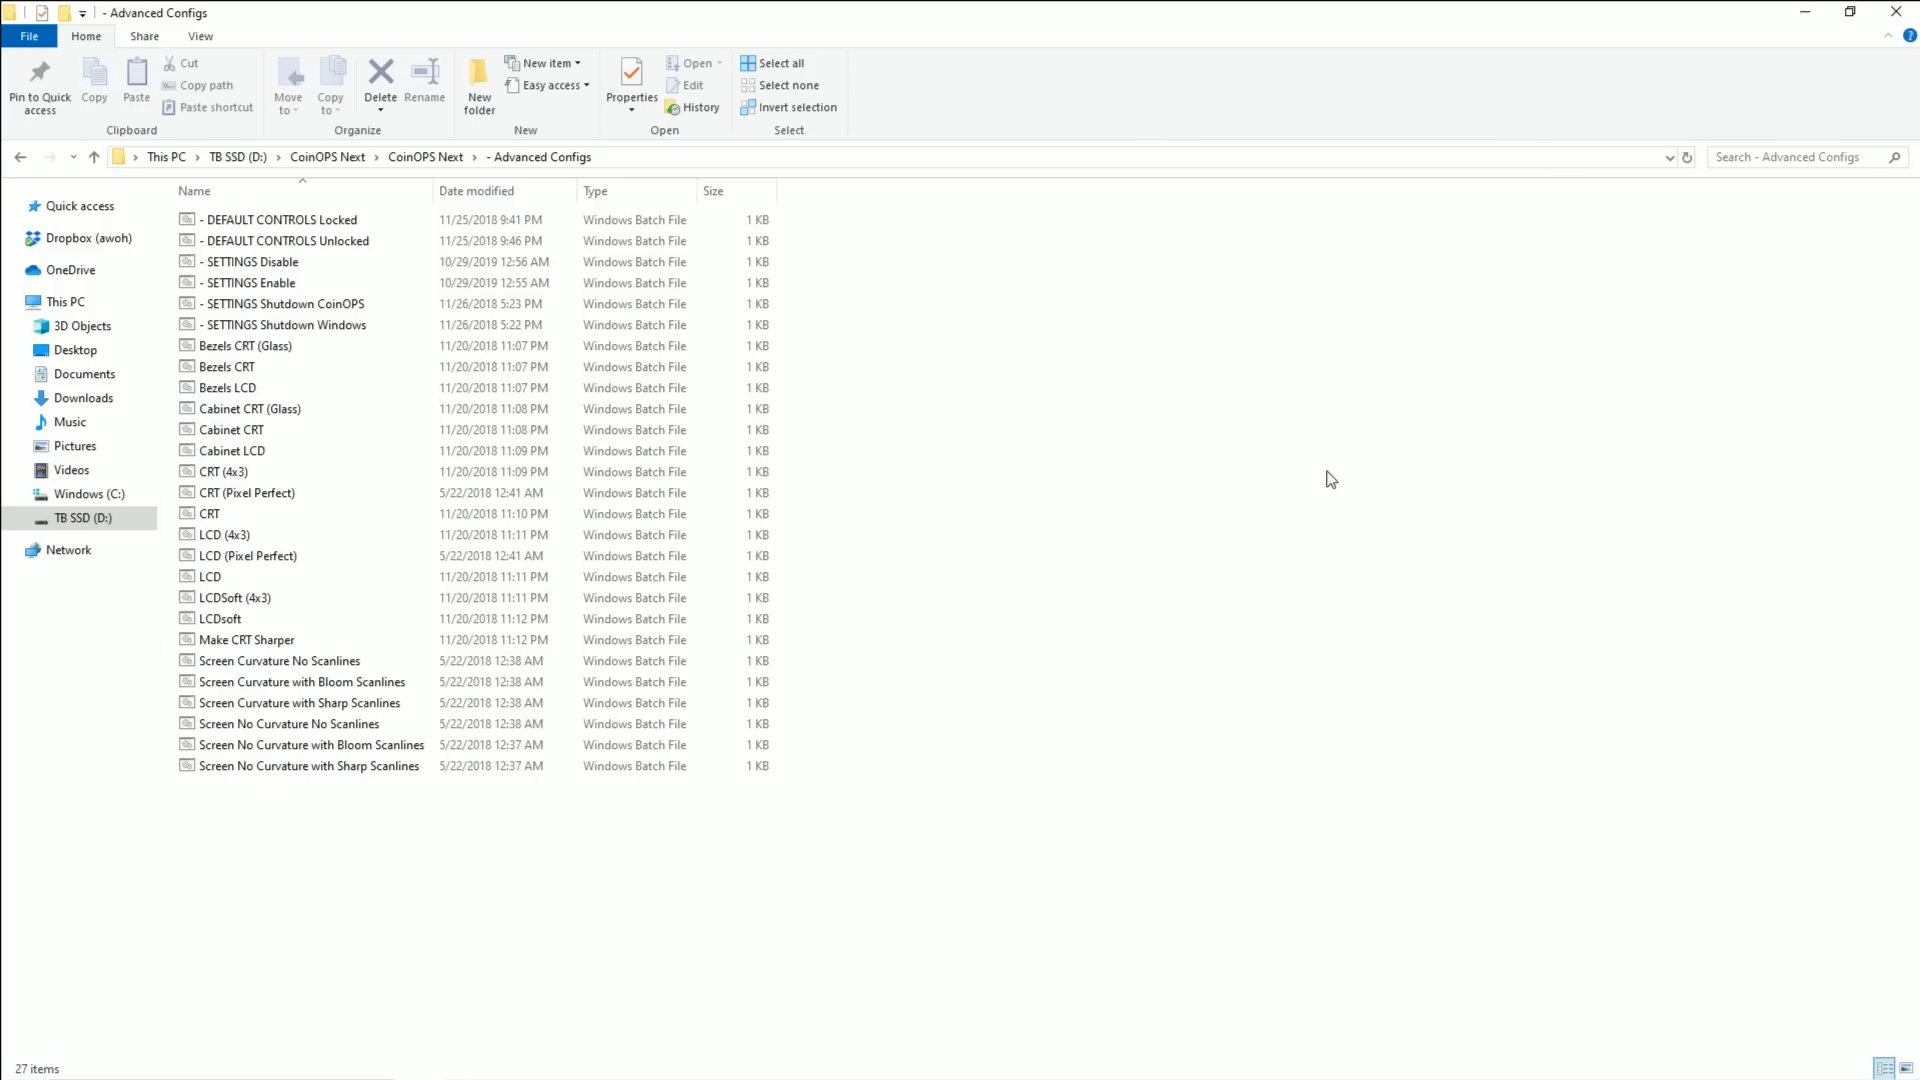 - Advanced Configs
File Home Share View
Pin to Quick access
Copy
Paste
Cut
Copy path
Paste shortcut
Clipboard
Move to
Copy to
Delete
Rename
Organize
New folder
New item
Easy access
New
Properties
Open
Edit
History
Open
Select all
Select none
Invert selection
Select
This PC > TB SSD (D:) > CoinOPS Next > CoinOPS Next > - Advanced Configs
Search - Advanced Configs
Quick access
Dropbox (awoh)
OneDrive
This PC
3D Objects
Desktop
Documents
Downloads
Music
Pictures
Videos
Windows (C:)
TB SSD (D:)
Network
Name Date modified Type Size
- DEFAULT CONTROLS Locked 11/25/2018 9:41 PM Windows Batch File 1 KB
- DEFAULT CONTROLS Unlocked 11/25/2018 9:46 PM Windows Batch File 1 KB
- SETTINGS Disable 10/29/2019 12:56 AM Windows Batch File 1 KB
- SETTINGS Enable 10/29/2019 12:55 AM Windows Batch File 1 KB
- SETTINGS Shutdown CoinOPS 11/26/2018 5:23 PM Windows Batch File 1 KB
- SETTINGS Shutdown Windows 11/26/2018 5:22 PM Windows Batch File 1 KB
Bezels CRT (Glass) 11/20/2018 11:07 PM Windows Batch File 1 KB
Bezels CRT 11/20/2018 11:07 PM Windows Batch File 1 KB
Bezels LCD 11/20/2018 11:07 PM Windows Batch File 1 KB
Cabinet CRT (Glass) 11/20/2018 11:08 PM Windows Batch File 1 KB
Cabinet CRT 11/20/2018 11:08 PM Windows Batch File 1 KB
Cabinet LCD 11/20/2018 11:09 PM Windows Batch File 1 KB
CRT (4x3) 11/20/2018 11:09 PM Windows Batch File 1 KB
CRT (Pixel Perfect) 5/22/2018 12:41 AM Windows Batch File 1 KB
CRT 11/20/2018 11:10 PM Windows Batch File 1 KB
LCD (4x3) 11/20/2018 11:11 PM Windows Batch File 1 KB
LCD (Pixel Perfect) 5/22/2018 12:41 AM Windows Batch File 1 KB
LCD 11/20/2018 11:11 PM Windows Batch File 1 KB
LCDSoft (4x3) 11/20/2018 11:11 PM Windows Batch File 1 KB
LCDsoft 11/20/2018 11:12 PM Windows Batch File 1 KB
Make CRT Sharper 11/20/2018 11:12 PM Windows Batch File 1 KB
Screen Curvature No Scanlines 5/22/2018 12:38 AM Windows Batch File 1 KB
Screen Curvature with Bloom Scanlines 5/22/2018 12:38 AM Windows Batch File 1 KB
Screen Curvature with Sharp Scanlines 5/22/2018 12:38 AM Windows Batch File 1 KB
Screen No Curvature No Scanlines 5/22/2018 12:38 AM Windows Batch File 1 KB
Screen No Curvature with Bloom Scanlines 5/22/2018 12:37 AM Windows Batch File 1 KB
Screen No Curvature with Sharp Scanlines 5/22/2018 12:37 AM Windows Batch File 1 KB
27 items